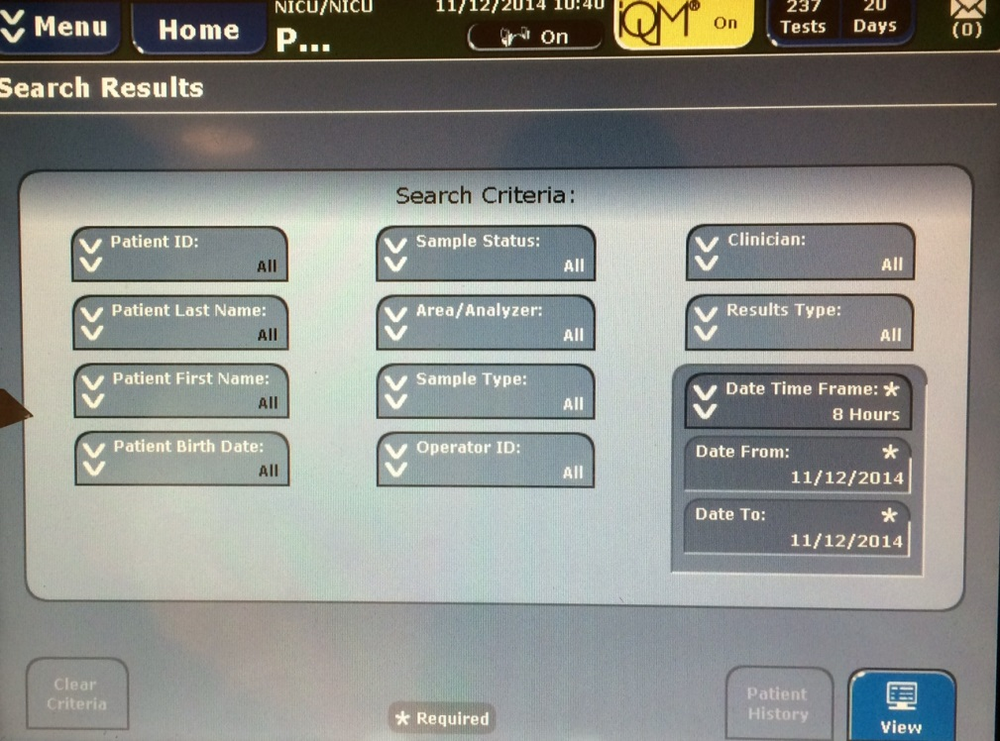 Menu
Home
NICU/NICU
P...
11/12/2014 10:40
On
iQM® On
237 Tests
20 Days
(0)
Search Results
Search Criteria:
Patient ID:
All
Sample Status:
All
Clinician:
All
Patient Last Name:
All
Area/Analyzer:
All
Results Type:
All
Patient First Name:
All
Sample Type:
All
Date Time Frame: *
8 Hours
Patient Birth Date:
All
Operator ID:
All
Date From: *
11/12/2014
Date To: *
11/12/2014
Clear
Criteria
* Required
Patient
History
View